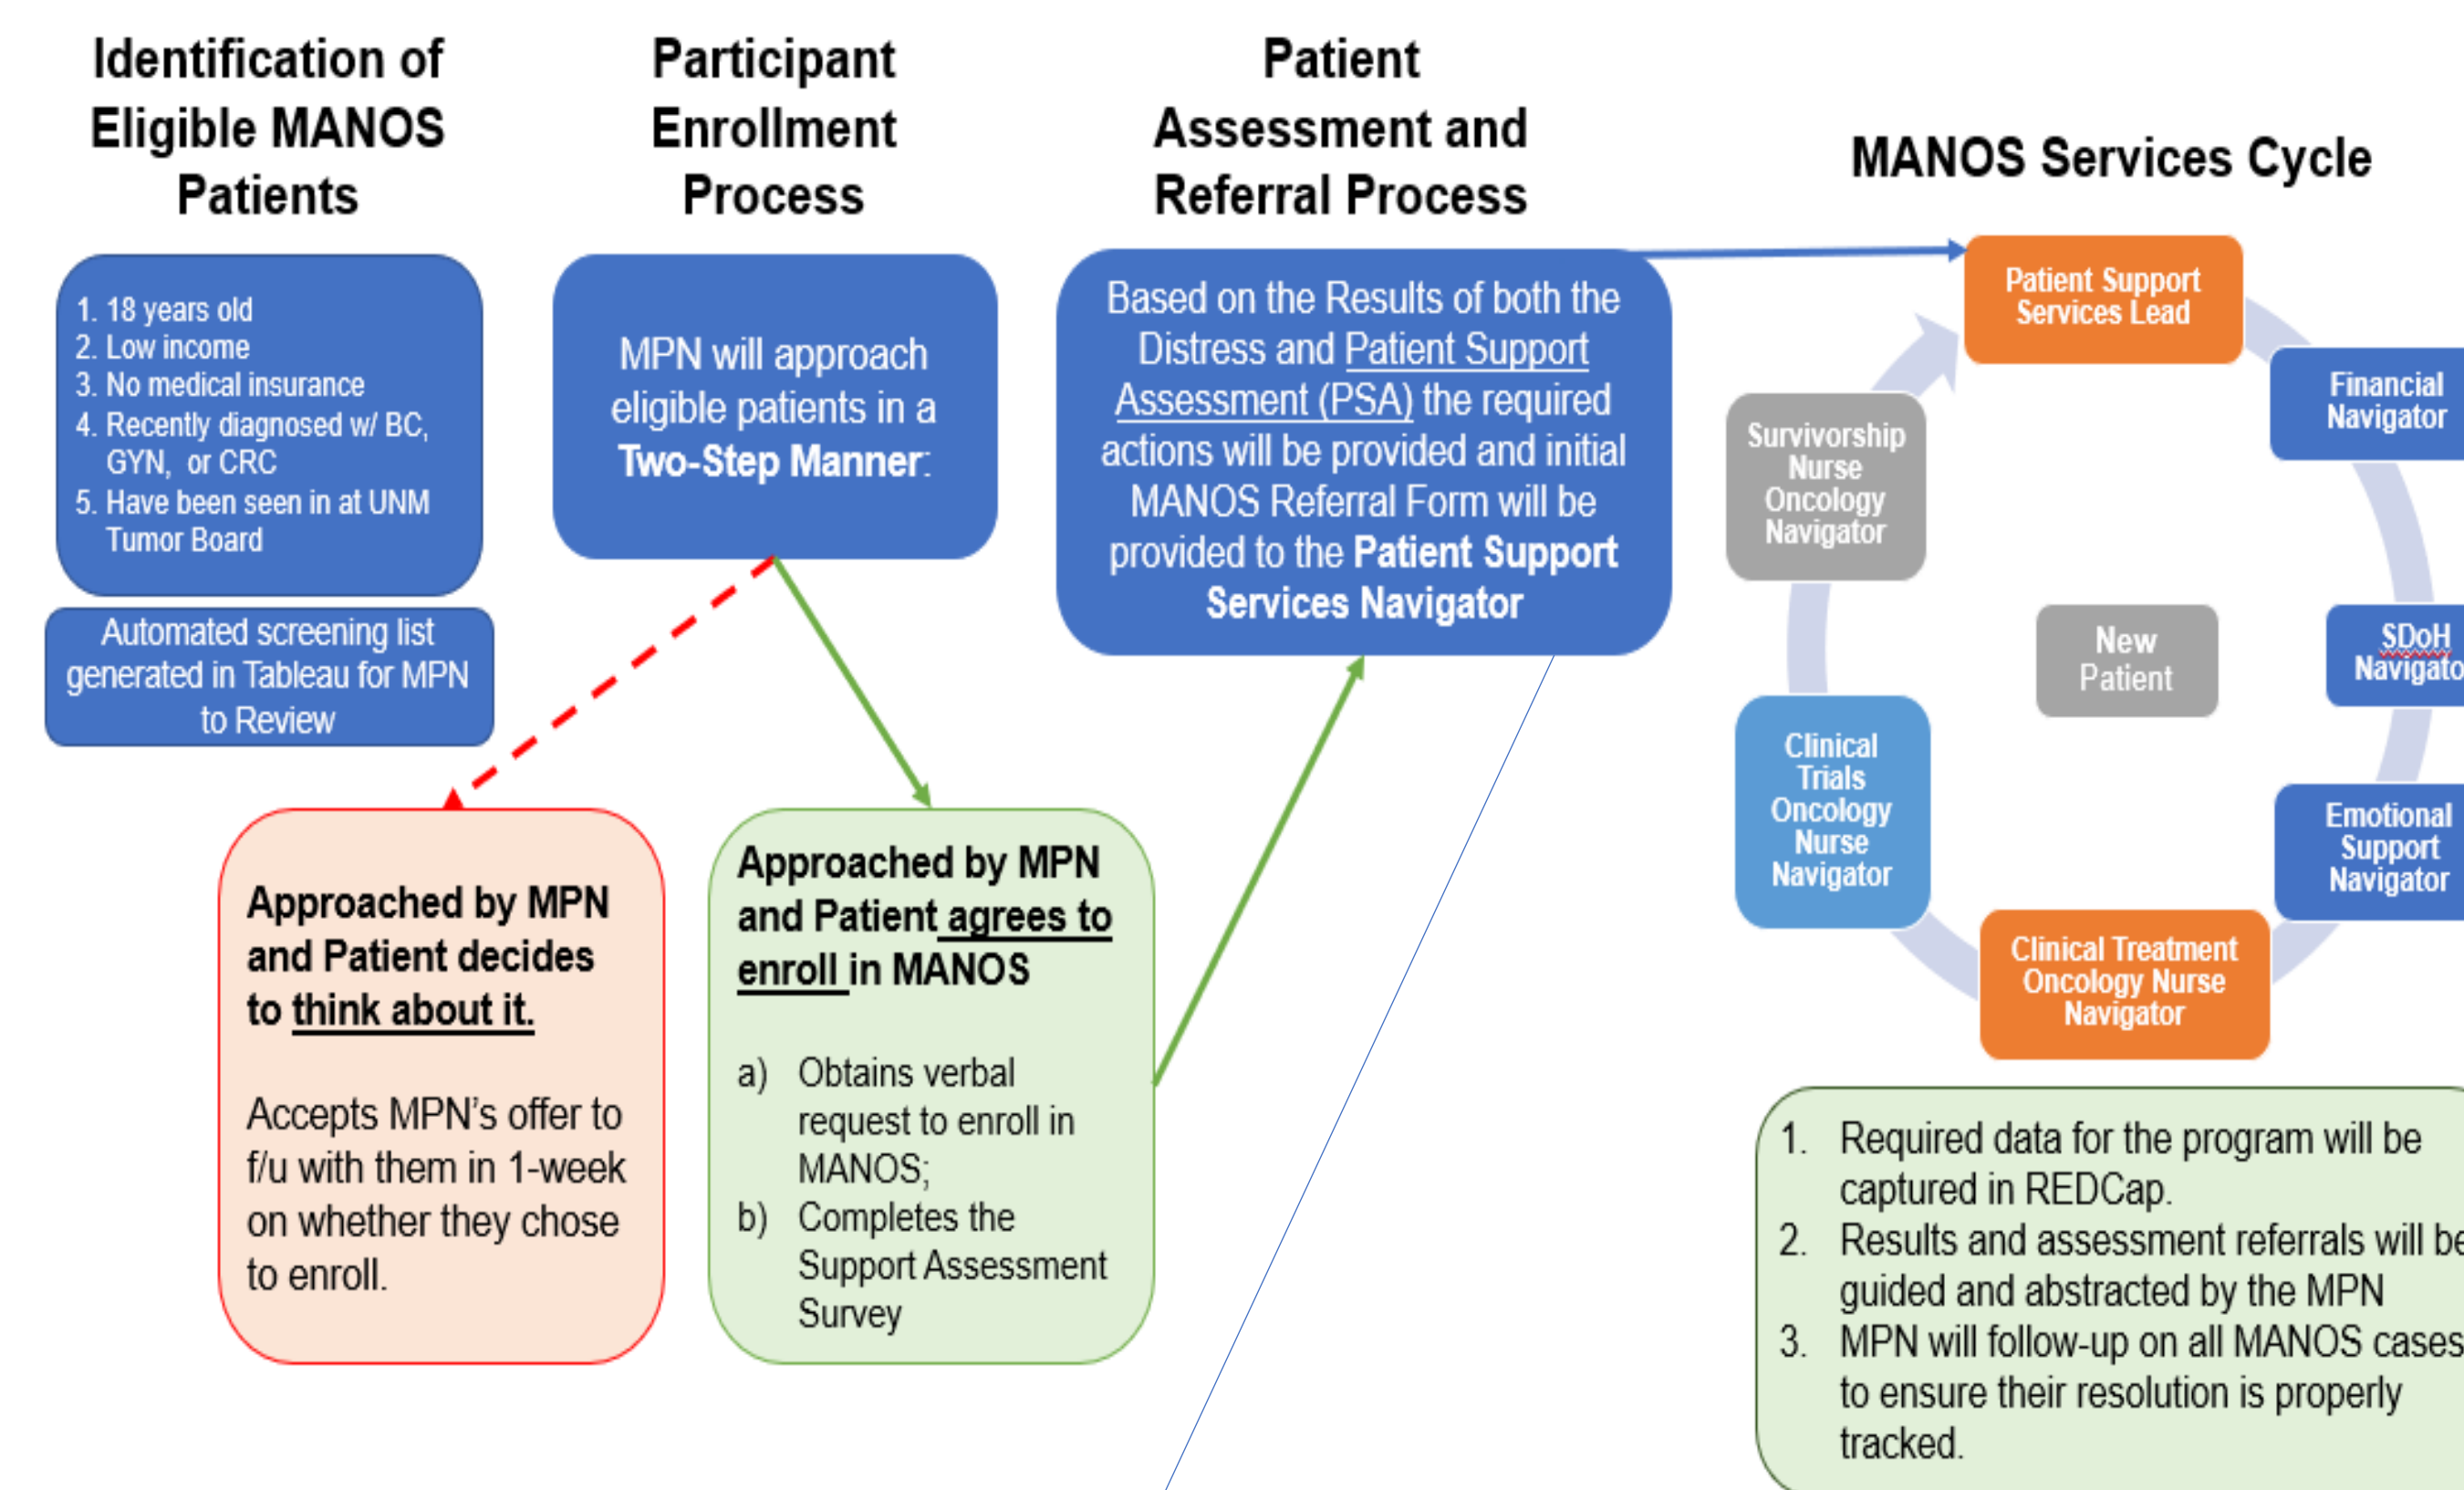 Identification of
Eligible MANOS
Patients
1. 18 years old
2. Low income
3. No medical insurance
4. Recently diagnosed w/ BC,
GYN, or CRC
5. Have been seen in at UNM
Tumor Board
Automated screening list
generated in Tableau for MPN
to Review
Participant
Enrollment
Process
MPN will approach
eligible patients in a
Two-Step Manner:
Approached by MPN
and Patient decides
to think about it.
Accepts MPN’s offer to
f/u with them in 1-week
on whether they chose
to enroll.
Approached by MPN
and Patient agrees to
enroll in MANOS
a) Obtains verbal
request to enroll in
MANOS;
b) Completes the
Support Assessment
Survey
Patient
Assessment and
Referral Process
Based on the Results of both the
Distress and Patient Support
Assessment (PSA) the required
actions will be provided and initial
MANOS Referral Form will be
provided to the Patient Support
Services Navigator
MANOS Services Cycle
Patient Support
Services Lead
Financial
Navigator
SDoH
Navigato
Emotional
Support
Navigator
Clinical Treatment
Oncology Nurse
Navigator
Clinical
Trials
Oncology
Nurse
Navigator
Survivorship
Nurse
Oncology
Navigator
New
Patient
1. Required data for the program will be
captured in REDCap.
2. Results and assessment referrals will be
guided and abstracted by the MPN
3. MPN will follow-up on all MANOS cases
to ensure their resolution is properly
tracked.